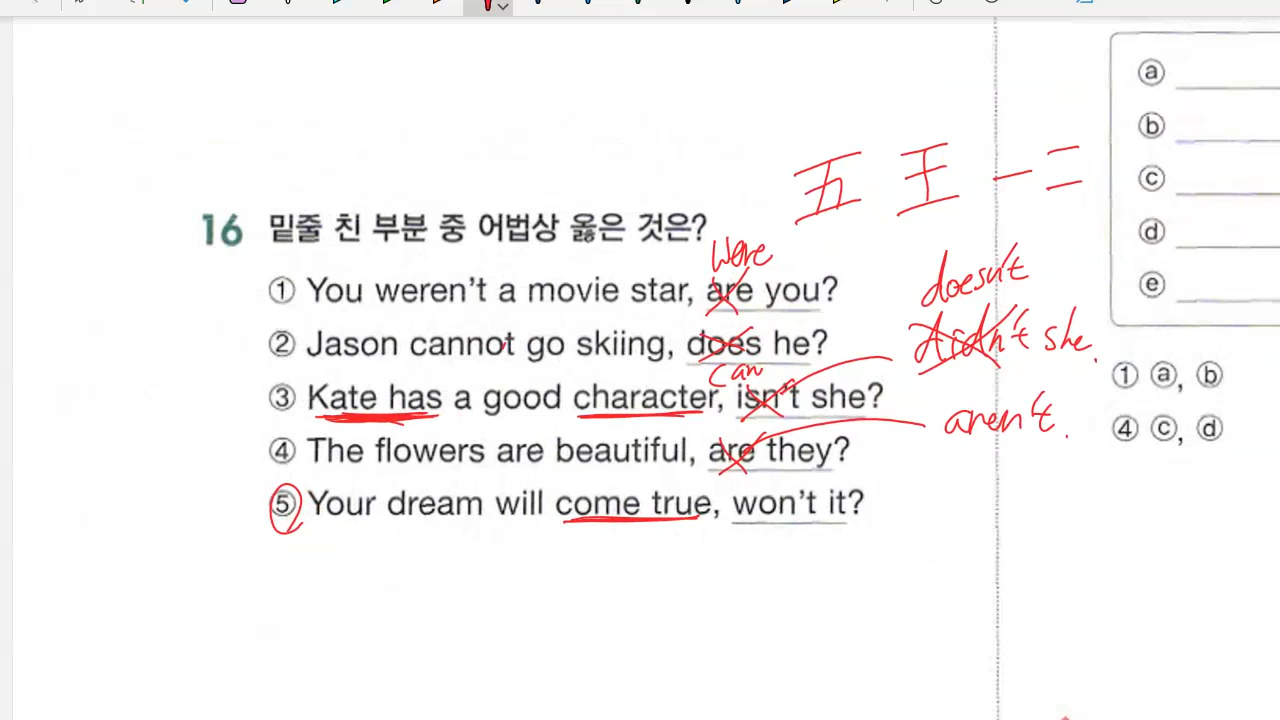 五 王 一 二
16 밑줄 친 부분 중 어법상 옳은 것은?
were
① You weren't a movie star, are you?
doesn't
② Jason cannot go skiing, does he?
didn't she.
can
③ Kate has a good character, isn't she?
aren't.
④ The flowers are beautiful, are they?
⑤ Your dream will come true, won't it?
ⓐ
ⓑ
ⓒ
ⓓ
ⓔ
① ⓐ, ⓑ
④ ⓒ, ⓓ